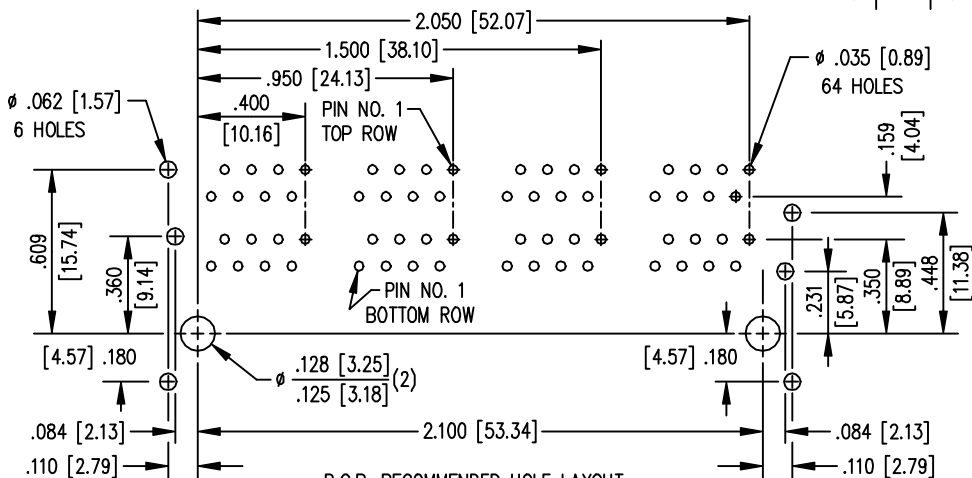 2.050 [52.07]
1.500 [38.10]
.950 [24.13]
ø .035 [0.89]
64 HOLES
ø .062 [1.57]
6 HOLES
.400
[10.16]
PIN NO. 1
TOP ROW
.159
[4.04]
.609
[15.74]
.360
[9.14]
PIN NO. 1
BOTTOM ROW
.231
[5.87]
.350
[8.89]
.448
[11.38]
[4.57] .180
[4.57] .180
ø .128 [3.25]
.125 [3.18] (2)
.084 [2.13]
2.100 [53.34]
.084 [2.13]
.110 [2.79]
.110 [2.79]
P.C.B. RECOMMENDED HOLE LAYOUT